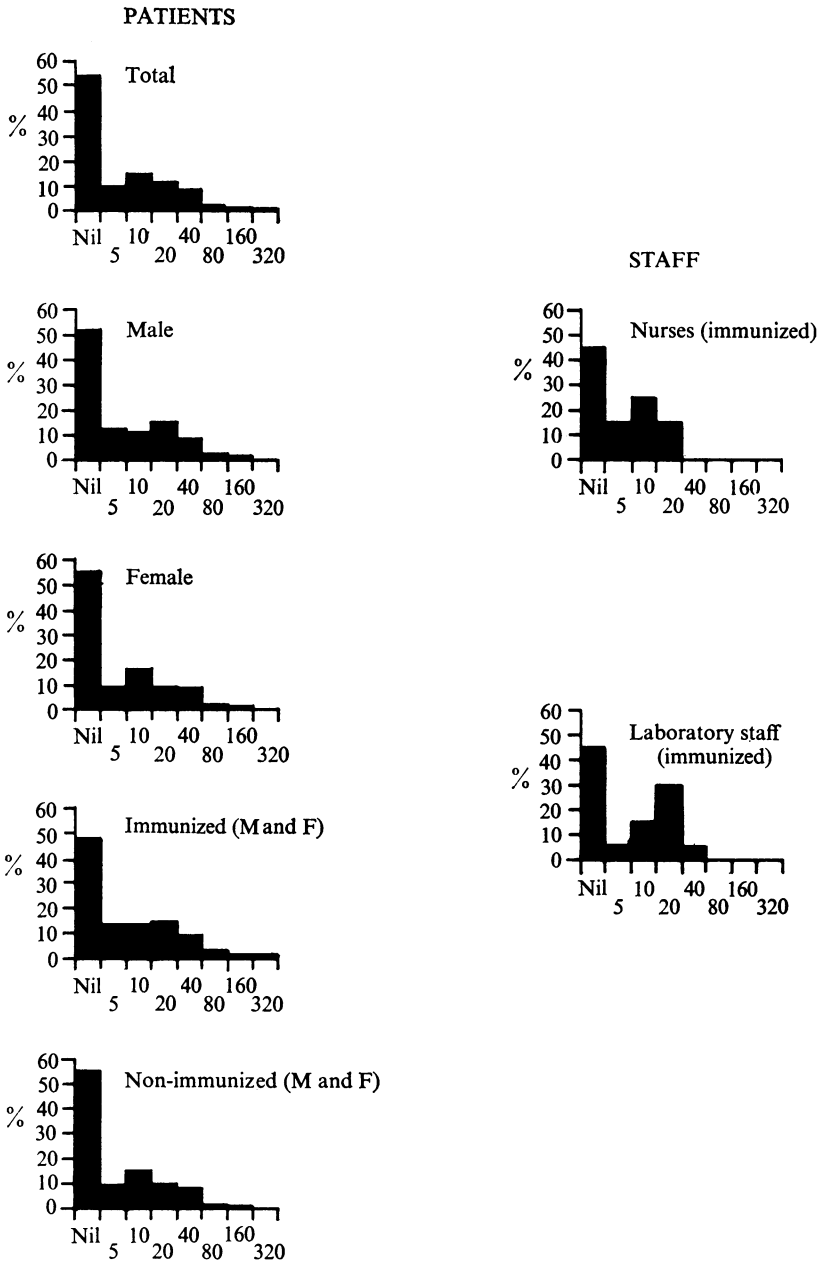 PATIENTS
Total
60
50
40
%
30
20
10
0
Nil 10 40 160
5 20 80 320
Male
60
50
40
%
30
20
10
0
Nil 10 40 160
5 20 80 320
Female
60
50
40
%
30
20
10
0
Nil 10 40 160
5 20 80 320
Immunized (M and F)
60
50
40
%
30
20
10
0
Nil 10 40 160
5 20 80 320
Non-immunized (M and F)
60
50
40
%
30
20
10
0
Nil 10 40 160
5 20 80 320
STAFF
Nurses (immunized)
60
50
40
%
30
20
10
0
Nil 10 40 160
5 20 80 320
Laboratory staff
(immunized)
60
50
40
%
30
20
10
0
Nil 10 40 160
5 20 80 320